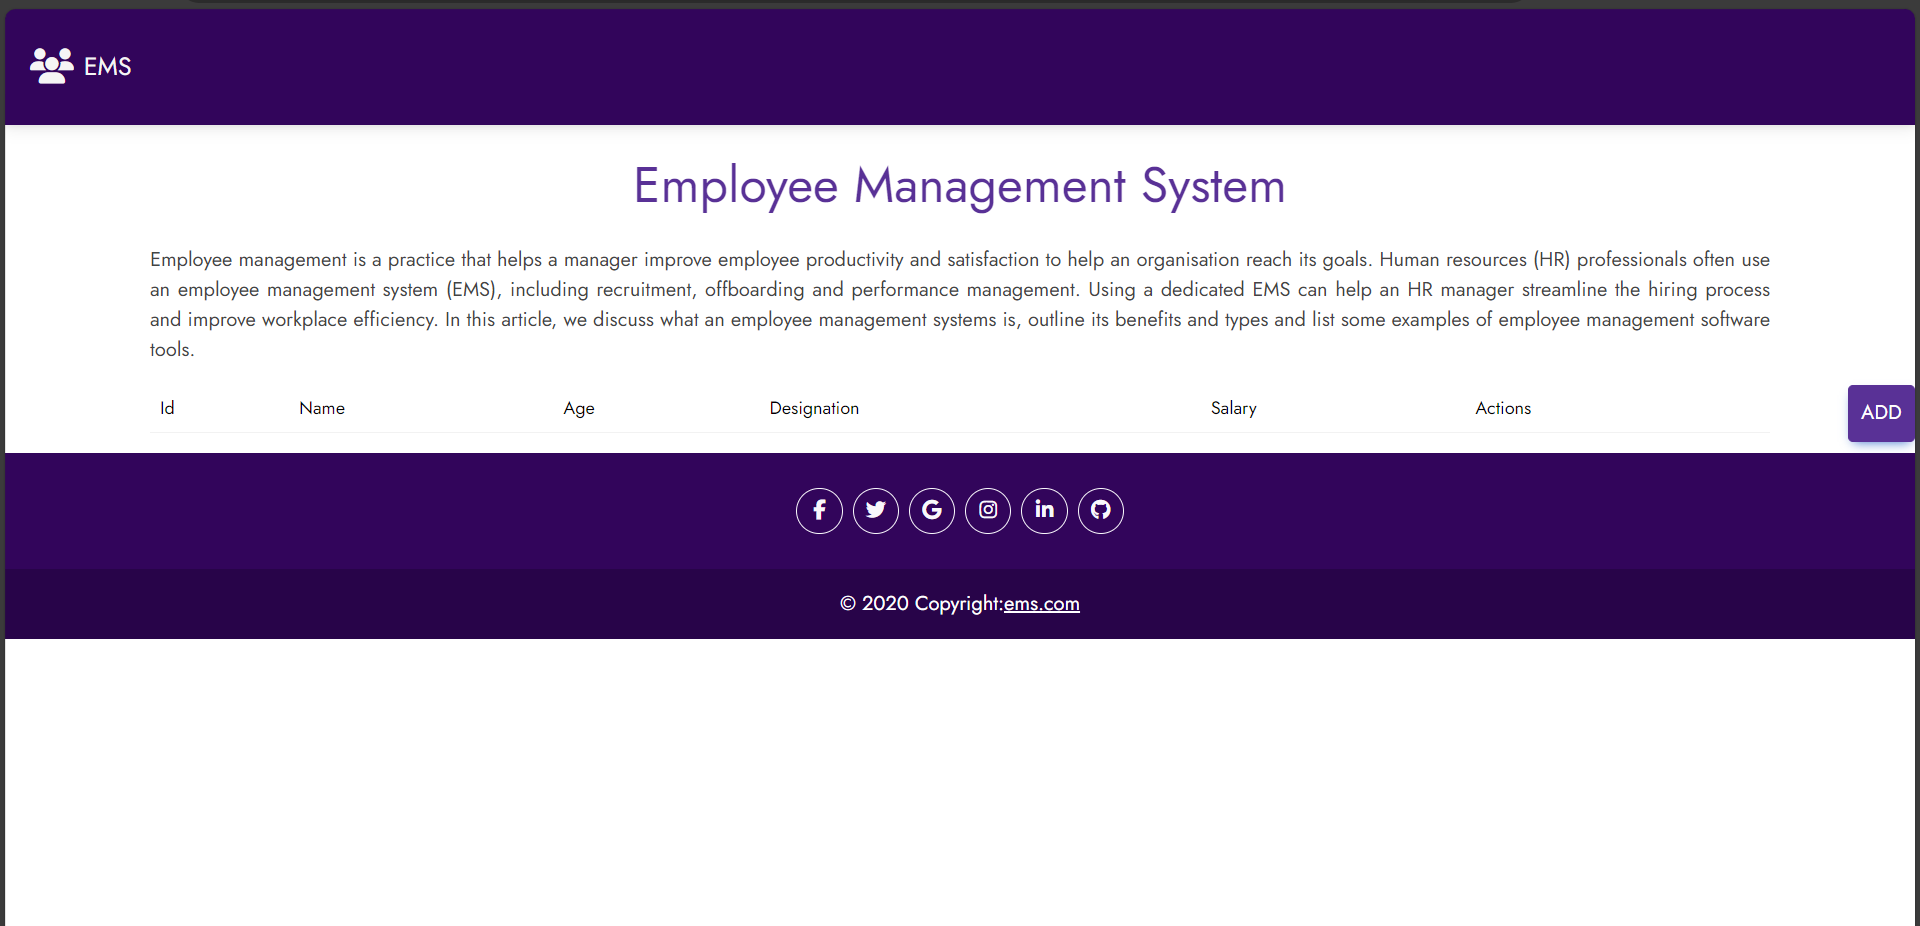 EMS
Employee Management System
Employee management is a practice that helps a manager improve employee productivity and satisfaction to help an organisation reach its goals. Human resources (HR) professionals often use
an employee management system (EMS), including recruitment, offboarding and performance management. Using a dedicated EMS can help an HR manager streamline the hiring process
and improve workplace efficiency. In this article, we discuss what an employee management systems is, outline its benefits and types and list some examples of employee management software
tools.
Id Name Age Designation Salary Actions
ADD
© 2020 Copyright:ems.com